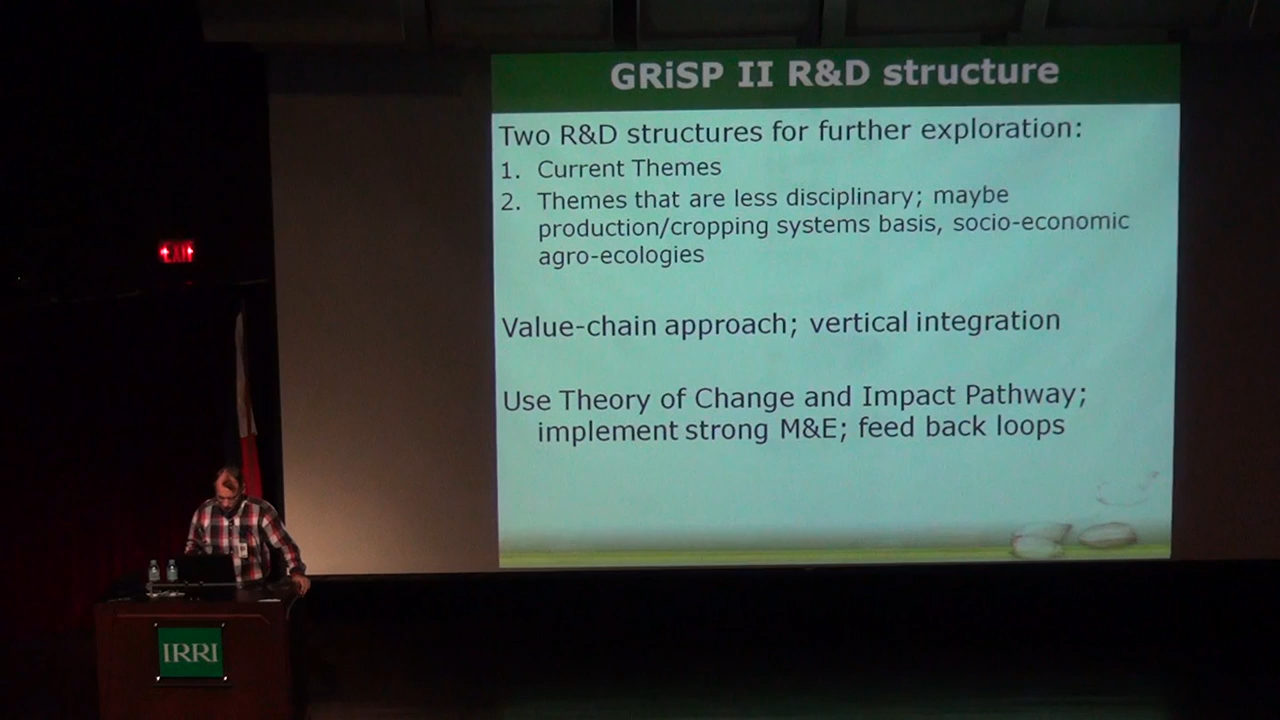 GRiSP II R&D structure
Two R&D structures for further exploration:
1. Current Themes
2. Themes that are less disciplinary; maybe
production/cropping systems basis, socio-economic
agro-ecologies
Value-chain approach; vertical integration
Use Theory of Change and Impact Pathway;
implement strong M&E; feed back loops
EXIT
IRRI